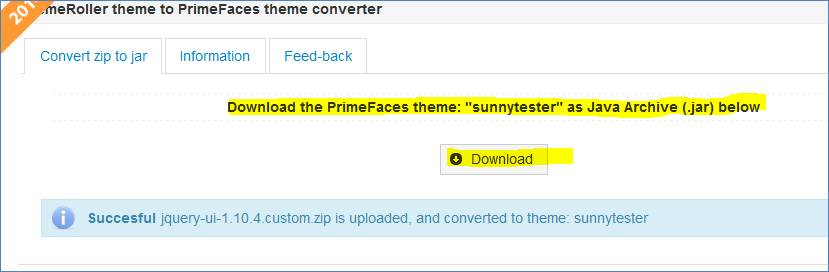 meRoller theme to PrimeFaces theme converter
Convert zip to jar
Information
Feed-back
Download the PrimeFaces theme: "sunnytester" as Java Archive (.jar) below
Download
Succesful jquery-ui-1.10.4.custom.zip is uploaded, and converted to theme: sunnytester